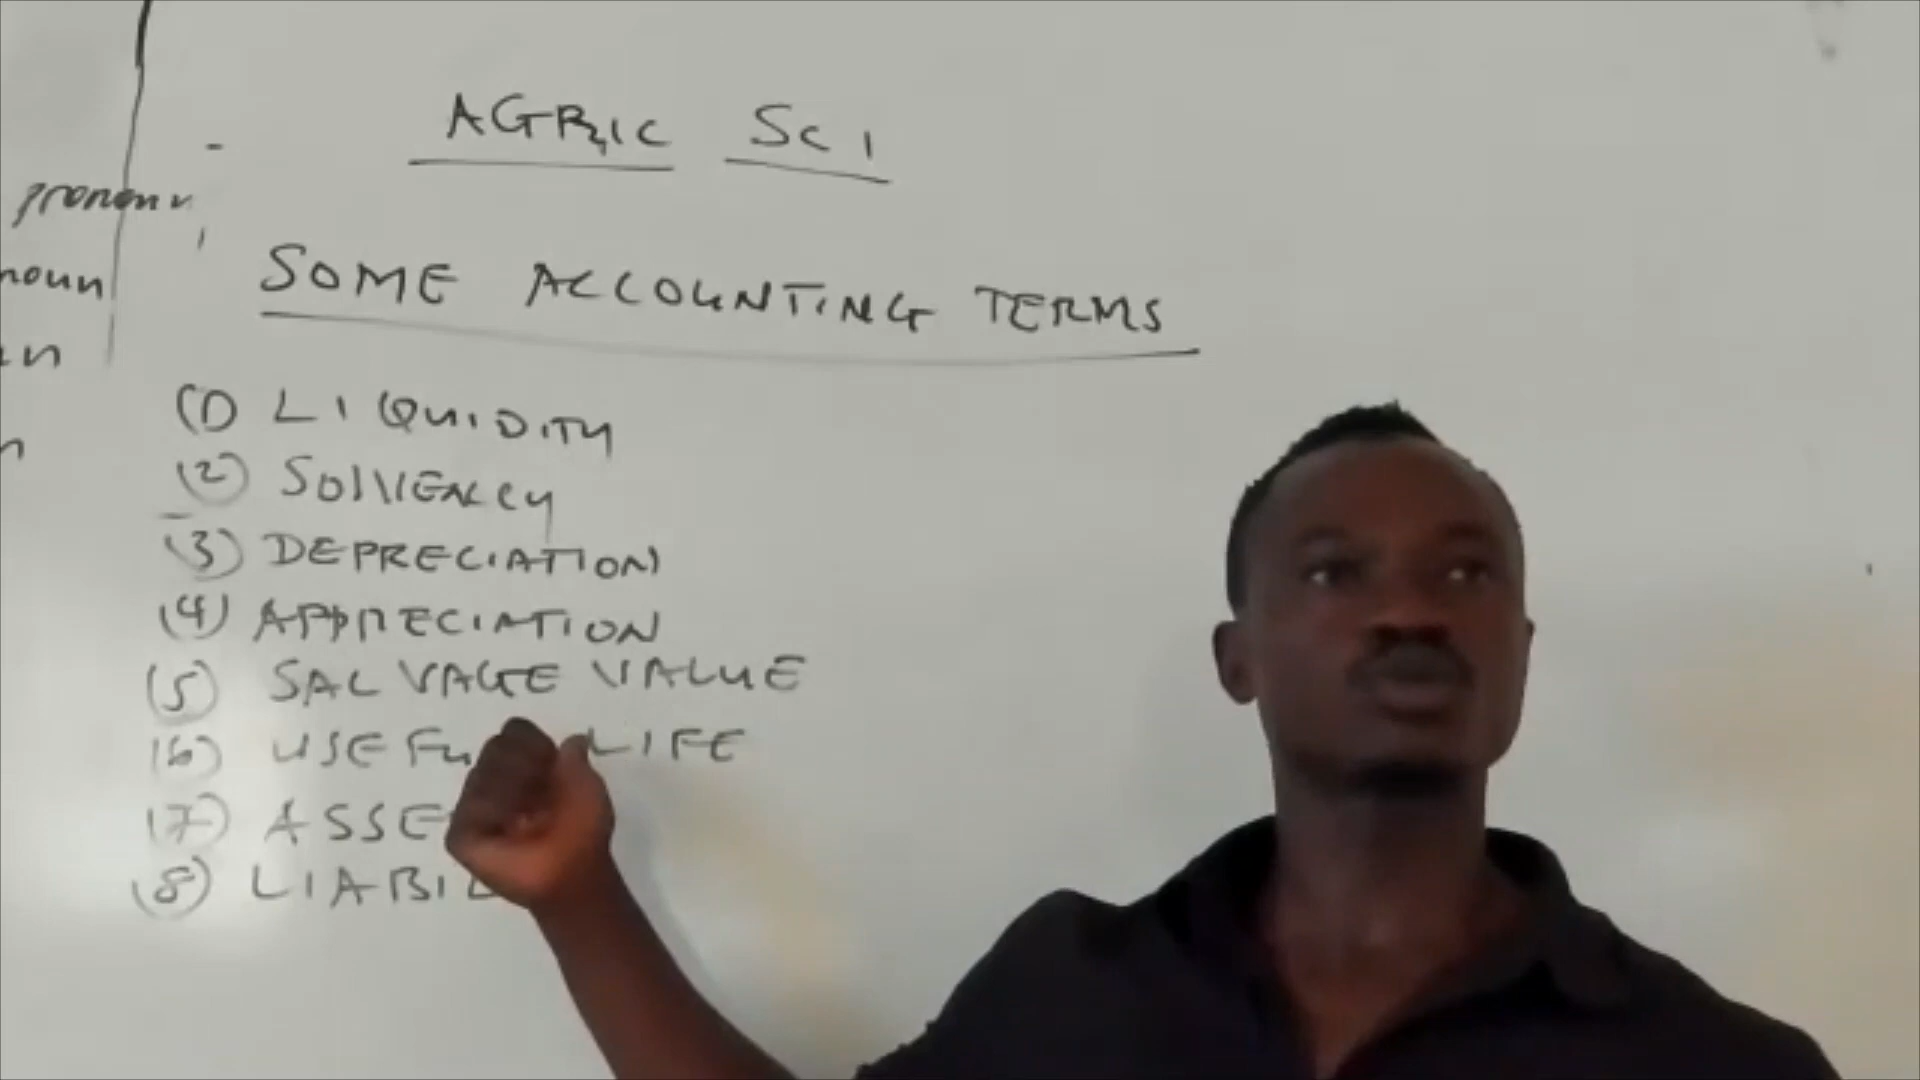 AGRIC SCI
pronoun
noun
SOME ACCOUNTING TERMS
(1) LIQUIDITY
(2) SOLVENCY
(3) DEPRECIATION
(4) APPRECIATION
(5) SALVAGE VALUE
(6) USEFU LIFE
(7) ASSE
(8) LIABIL